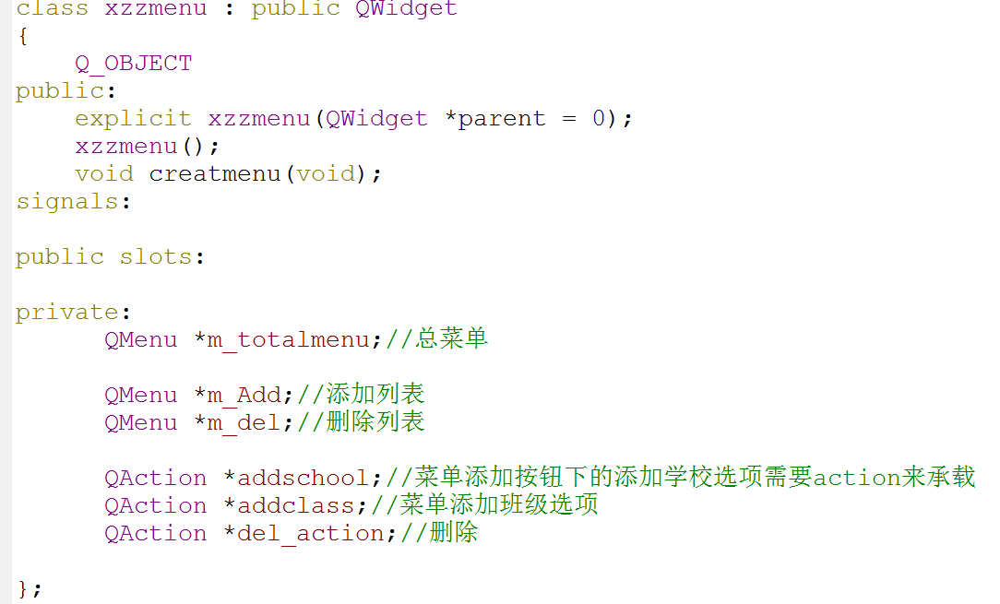 class xzzmenu : public QWidget
{
    Q_OBJECT
public:
    explicit xzzmenu(QWidget *parent = 0);
    xzzmenu();
    void creatmenu(void);
signals:

public slots:

private:
      QMenu *m_totalmenu;//总菜单

      QMenu *m_Add;//添加列表
      QMenu *m_del;//删除列表

      QAction *addschool;//菜单添加按钮下的添加学校选项需要action来承载
      QAction *addclass;//菜单添加班级选项
      QAction *del_action;//删除

};